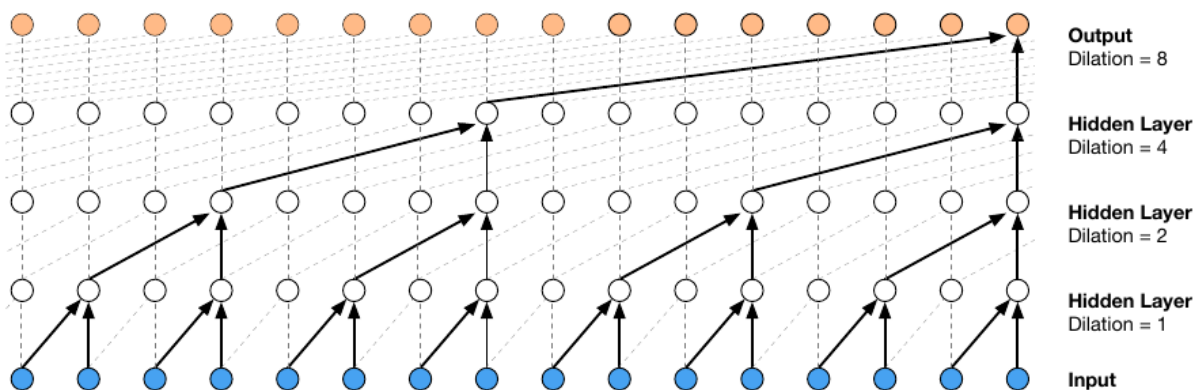 Output
Dilation = 8
Hidden Layer
Dilation = 4
Hidden Layer
Dilation = 2
Hidden Layer
Dilation = 1
Input